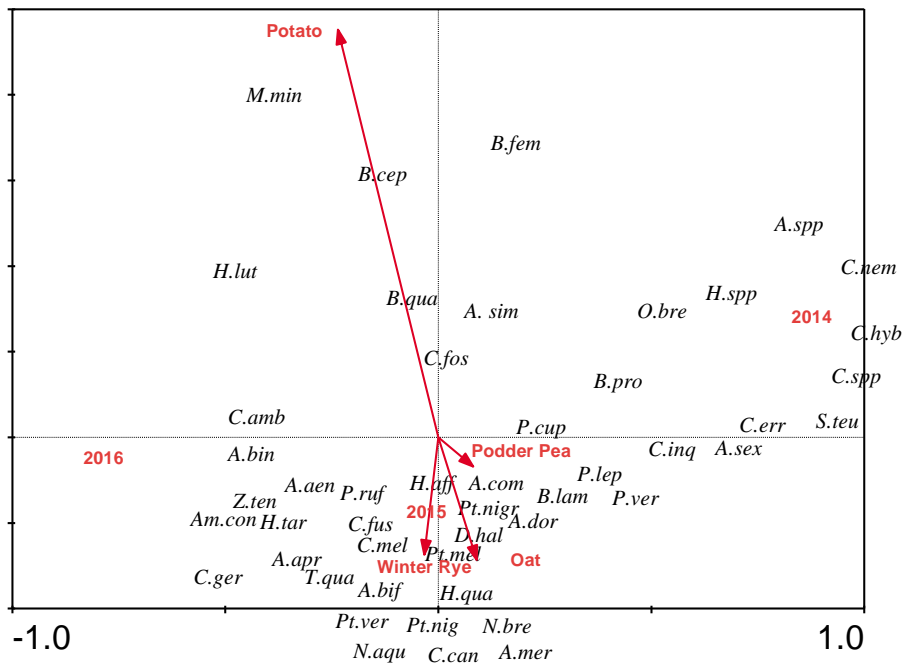 Potato
M.min
B.fem
B.cep
A.spp
C.nem
H.lut
H.spp
B.qua
A. sim
O.bre
2014
C.hyb
C.fos
C.spp
B.pro
C.amb
P.cup
C.err
S.teu
2016
A.bin
Podder Pea
C.inq
A.sex
P.lep
A.aen
P.ruf
H.aff
A.com
B.lam
P.ver
Z.ten
2015
Pt.nigr
Am.con
H.tar
C.fus
A.dor
D.hal
C.mel
Pt.mel
A.apr
Winter Rye
Oat
C.ger
T.qua
A.bif
H.qua
Pt.ver
Pt.nig
N.bre
-1.0
1.0
N.aqu
C.can
A.mer